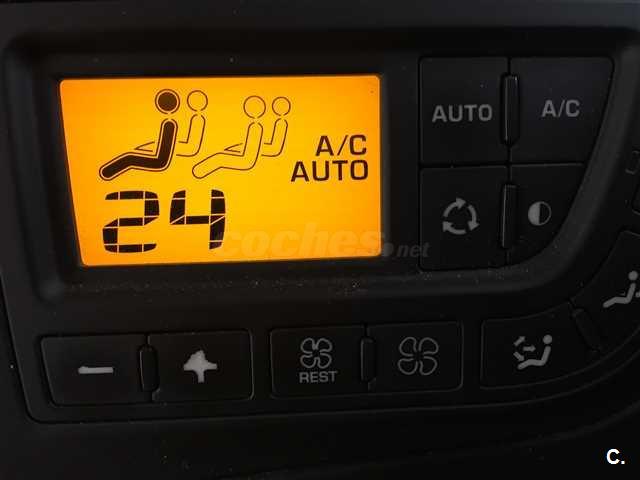 A/C
AUTO
24
AUTO
A/C
coches.net
REST
C.